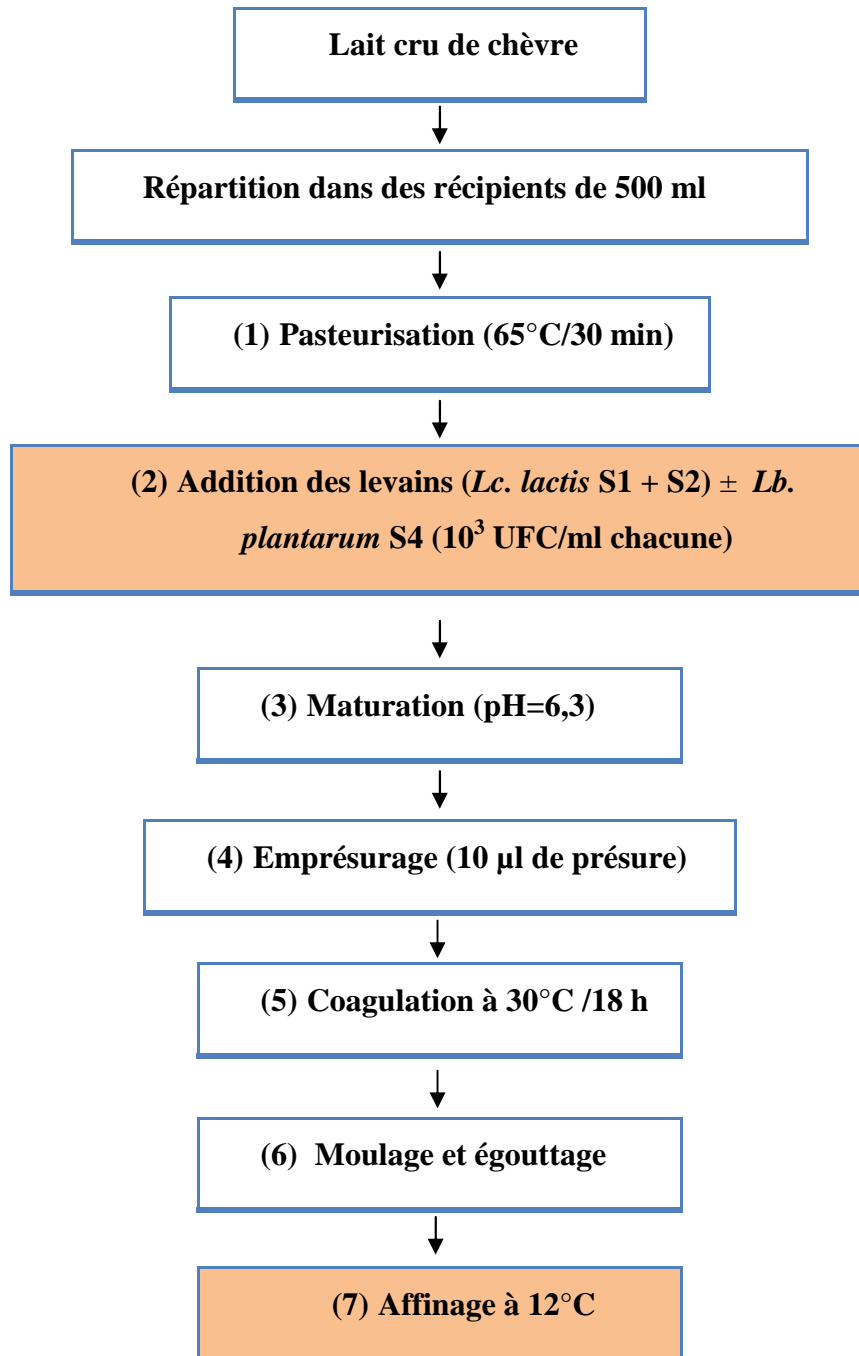 Lait cru de chèvre
Répartition dans des récipients de 500 ml
(1) Pasteurisation (65°C/30 min)
(2) Addition des levains (Lc. lactis S1 + S2) ± Lb.
plantarum S4 (10³ UFC/ml chacune)
(3) Maturation (pH=6,3)
(4) Emprésurage (10 µl de présure)
(5) Coagulation à 30°C /18 h
(6) Moulage et égouttage
(7) Affinage à 12°C